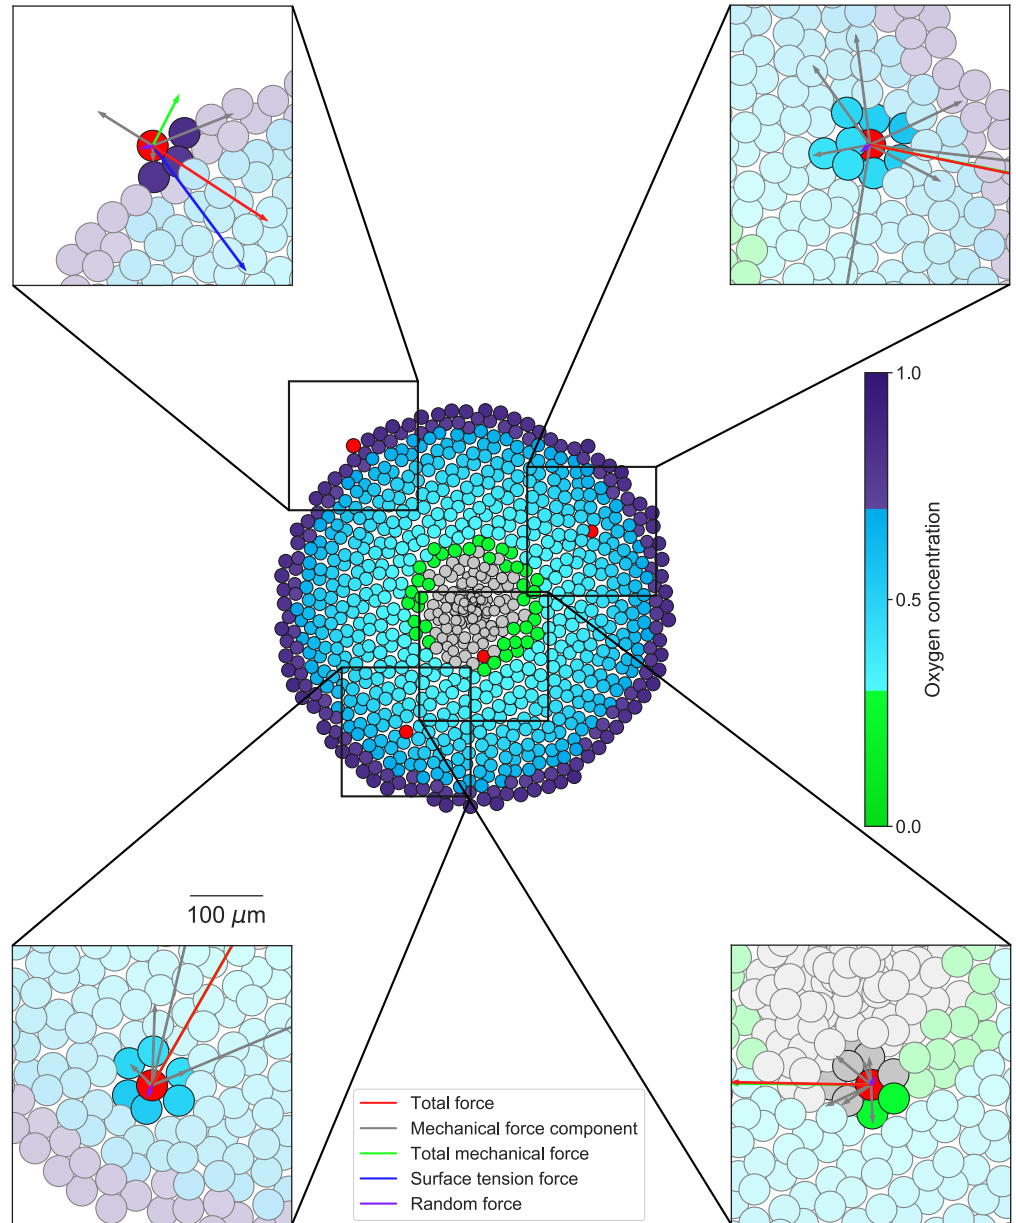 1.0
0.5
0.0
Oxygen concentration
100 μm
Total force
Mechanical force component
Total mechanical force
Surface tension force
Random force